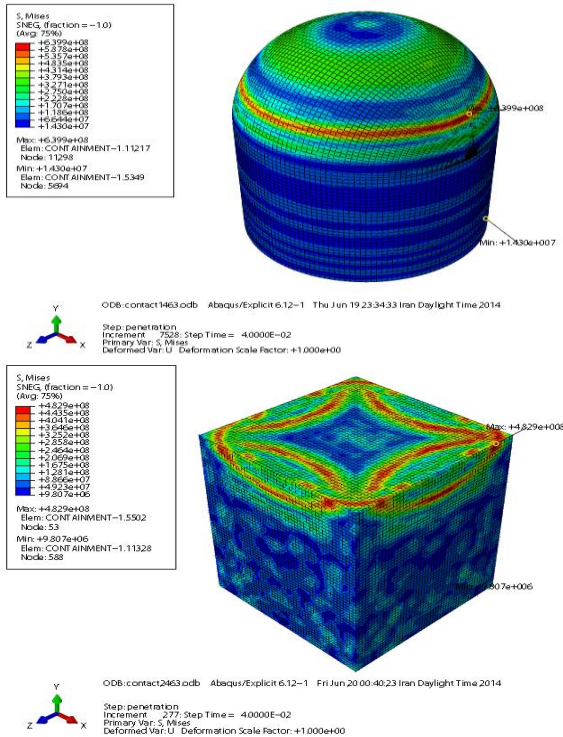 S, Mises
SNEG, (fraction = -1.0)
(Avg: 75%)
+6.399e+08
+5.878e+08
+5.357e+08
+4.835e+08
+4.314e+08
+3.793e+08
+3.271e+08
+2.750e+08
+2.228e+08
+1.707e+08
+1.186e+08
+6.644e+07
+1.430e+07
Max: +6.399e+08
Elem: CONTAINMENT-1.11217
Node: 11298
Min: +1.430e+07
Elem: CONTAINMENT-1.5349
Node: 5694
Max: +6.399e+008
Min: +1.430e+007
Y
Z X
ODB: contact1463.odb Abaqus/Explicit 6.12-1 Thu Jun 19 23:34:33 Iran Daylight Time 2014
Step: penetration
Increment 7528: Step Time = 4.0000E-02
Primary Var: S, Mises
Deformed Var: U Deformation Scale Factor: +1.000e+00
S, Mises
SNEG, (fraction = -1.0)
(Avg: 75%)
+4.829e+08
+4.435e+08
+4.041e+08
+3.646e+08
+3.252e+08
+2.858e+08
+2.464e+08
+2.069e+08
+1.675e+08
+1.281e+08
+8.866e+07
+4.923e+07
+9.807e+06
Max: +4.829e+08
Elem: CONTAINMENT-1.5502
Node: 53
Min: +9.807e+06
Elem: CONTAINMENT-1.11328
Node: 588
Max: +4.829e+008
Y
Z X
ODB: contact2463.odb Abaqus/Explicit 6.12-1 Fri Jun 20 00:40:23 Iran Daylight Time 2014
Step: penetration
Increment 277: Step Time = 4.0000E-02
Primary Var: S, Mises
Deformed Var: U Deformation Scale Factor: +1.000e+00